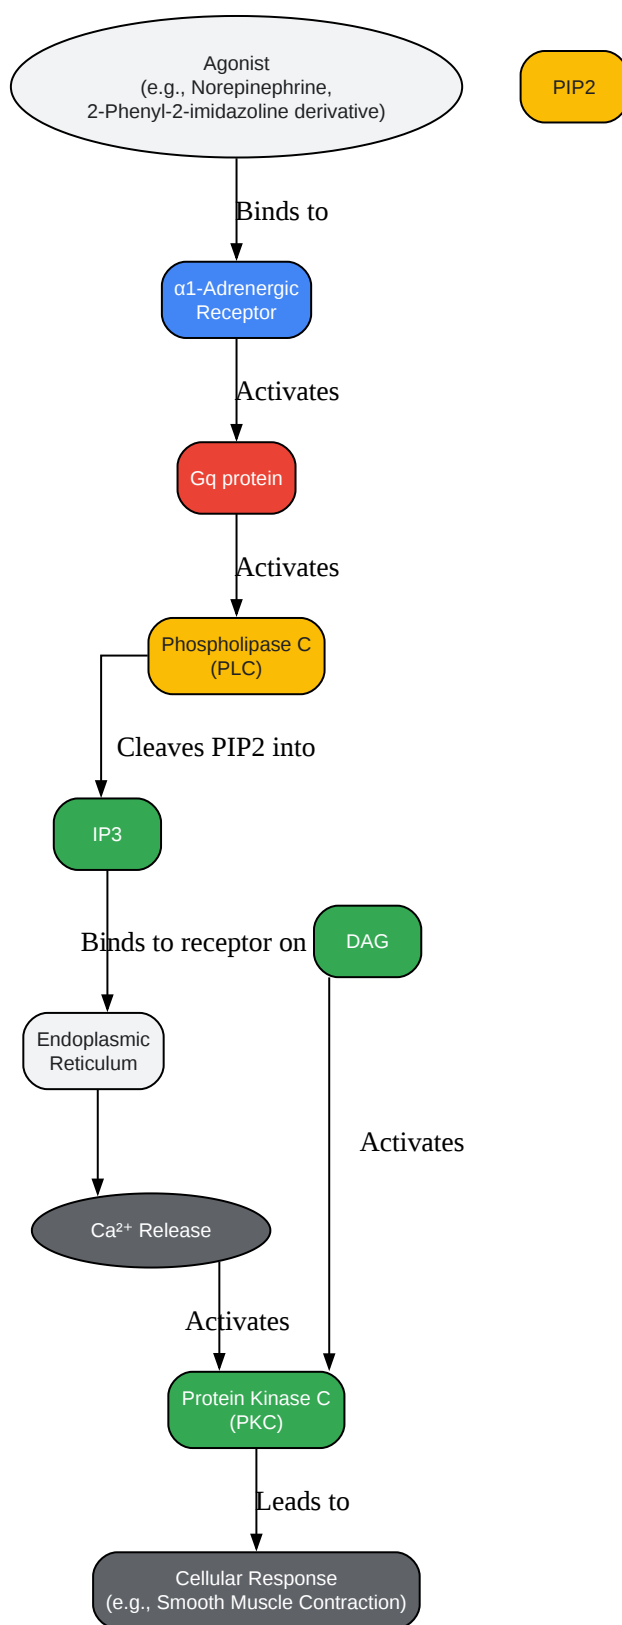 Agonist
(e.g., Norepinephrine,
2-Phenyl-2-imidazoline derivative)
PIP2
Binds to
α1-Adrenergic
Receptor
Activates
Gq protein
Activates
Phospholipase C
(PLC)
Cleaves PIP2 into
IP3
Binds to receptor on
DAG
Endoplasmic
Reticulum
Activates
Ca²⁺ Release
Activates
Protein Kinase C
(PKC)
Leads to
Cellular Response
(e.g., Smooth Muscle Contraction)